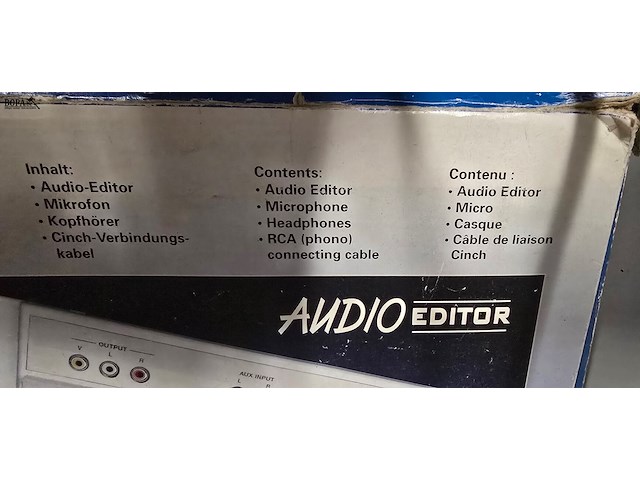 Inhalt:
• Audio-Editor
• Mikrofon
• Kopfhörer
• Cinch-Verbindungs-
kabel
Contents:
• Audio Editor
• Microphone
• Headphones
• RCA (phono)
connecting cable
Contenu :
• Audio Editor
• Micro
• Casque
• Câble de liaison
Cinch
AUDIO EDITOR
OUTPUT
V L R
AUX INPUT
L R